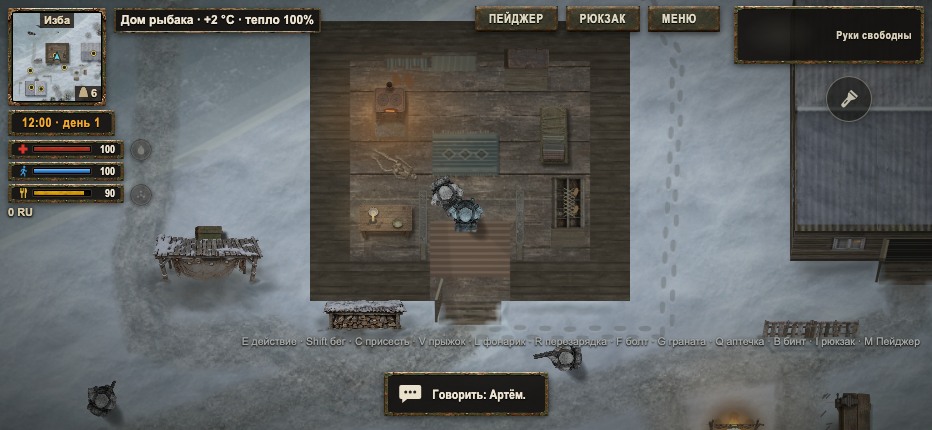 Изба
Дом рыбака · +2 °C · тепло 100%
ПЕЙДЖЕР
РЮКЗАК
МЕНЮ
Руки свободны
6
12:00 · день 1
100
100
90
0 RU
E действие · Shift бег · C присесть · V прыжок · L фонарик · R перезарядка · F болт · G граната · Q аптечка · B бинт · I рюкзак · M Пейджер
Говорить: Артём.